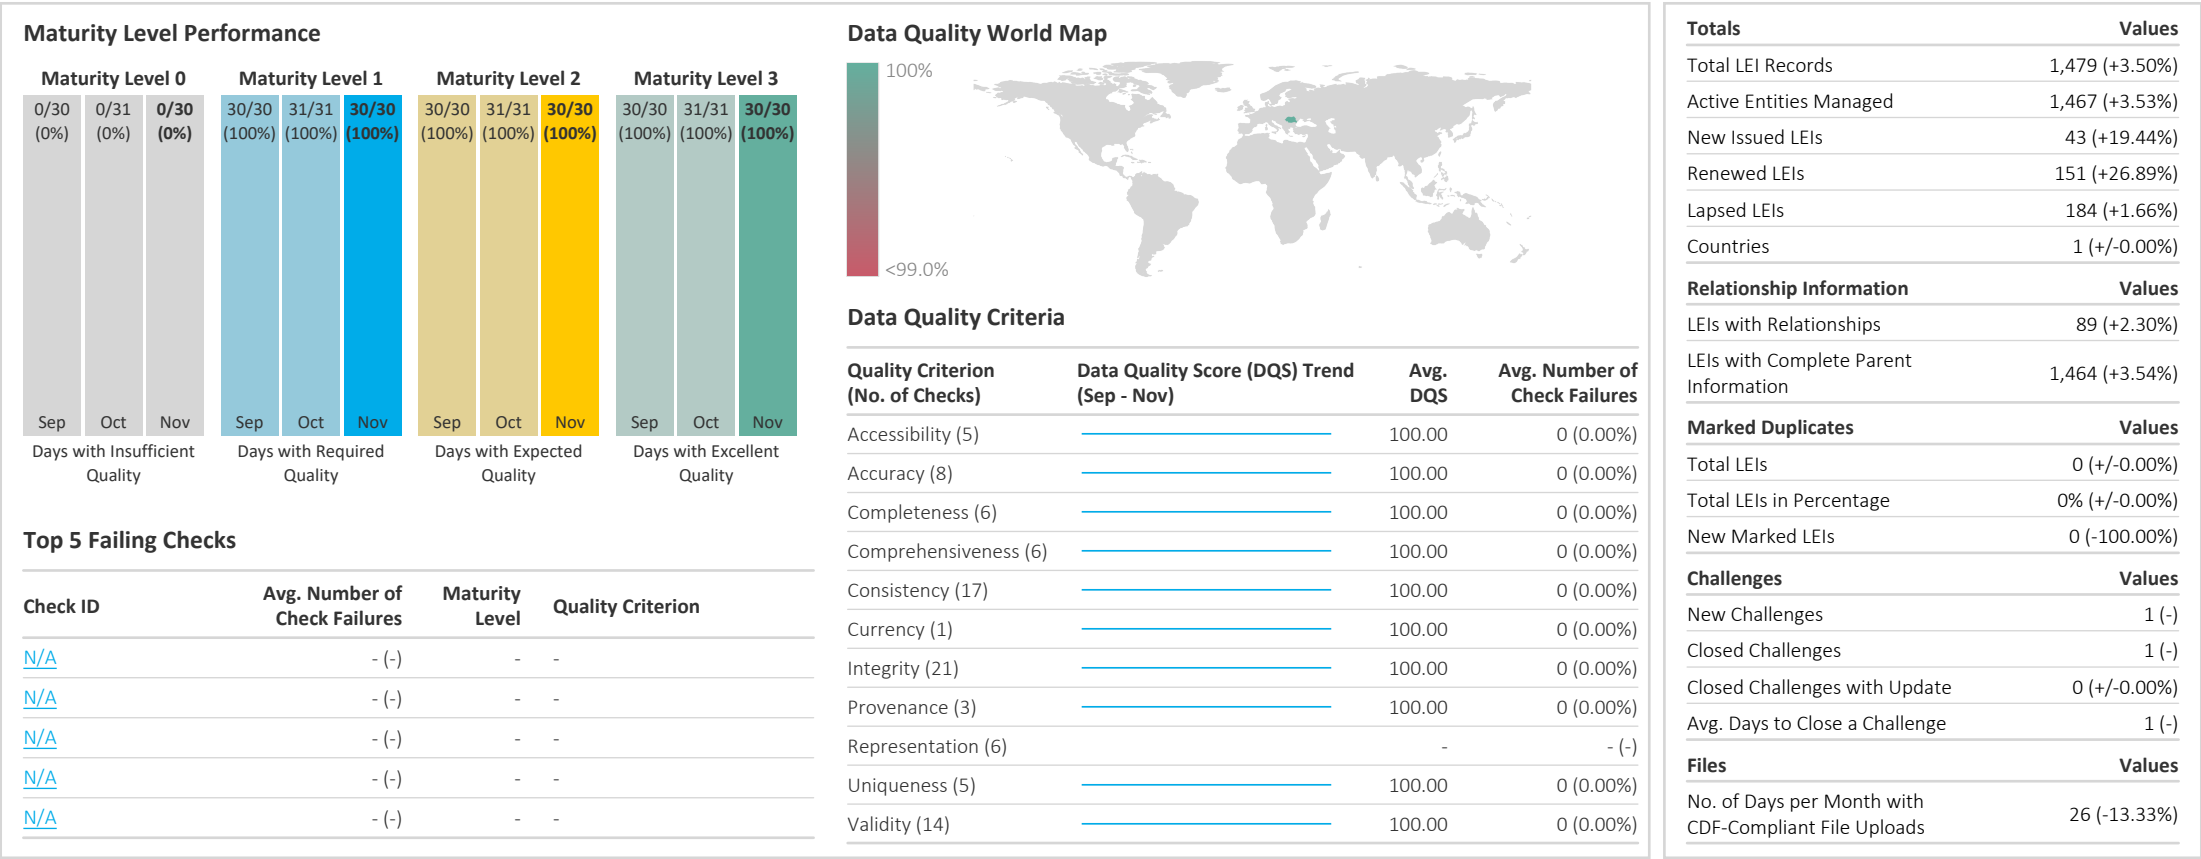 Maturity Level Performance
Maturity Level 0 Maturity Level 1 Maturity Level 2 Maturity Level 3
0/30 0/31 0/30 30/30 31/31 30/30 30/30 31/31 30/30 30/30 31/31 30/30
(0%) (0%) (0%) (100%) (100%) (100%) (100%) (100%) (100%) (100%) (100%) (100%)
Sep Oct Nov Sep Oct Nov Sep Oct Nov Sep Oct Nov
Days with Insufficient Days with Required Days with Expected Days with Excellent
Quality Quality Quality Quality
Top 5 Failing Checks
Check ID Avg. Number of Check Failures Maturity Level Quality Criterion
N/A - (-) - -
N/A - (-) - -
N/A - (-) - -
N/A - (-) - -
N/A - (-) - -
Data Quality World Map
100%
<99.0%
Data Quality Criteria
Quality Criterion Data Quality Score (DQS) Trend Avg. Avg. Number of
(No. of Checks) (Sep - Nov) DQS Check Failures
Accessibility (5) 100.00 0 (0.00%)
Accuracy (8) 100.00 0 (0.00%)
Completeness (6) 100.00 0 (0.00%)
Comprehensiveness (6) 100.00 0 (0.00%)
Consistency (17) 100.00 0 (0.00%)
Currency (1) 100.00 0 (0.00%)
Integrity (21) 100.00 0 (0.00%)
Provenance (3) 100.00 0 (0.00%)
Representation (6) - - (-)
Uniqueness (5) 100.00 0 (0.00%)
Validity (14) 100.00 0 (0.00%)
Totals Values
Total LEI Records 1,479 (+3.50%)
Active Entities Managed 1,467 (+3.53%)
New Issued LEIs 43 (+19.44%)
Renewed LEIs 151 (+26.89%)
Lapsed LEIs 184 (+1.66%)
Countries 1 (+/-0.00%)
Relationship Information Values
LEIs with Relationships 89 (+2.30%)
LEIs with Complete Parent
Information 1,464 (+3.54%)
Marked Duplicates Values
Total LEIs 0 (+/-0.00%)
Total LEIs in Percentage 0% (+/-0.00%)
New Marked LEIs 0 (-100.00%)
Challenges Values
New Challenges 1 (-)
Closed Challenges 1 (-)
Closed Challenges with Update 0 (+/-0.00%)
Avg. Days to Close a Challenge 1 (-)
Files Values
No. of Days per Month with
CDF-Compliant File Uploads 26 (-13.33%)